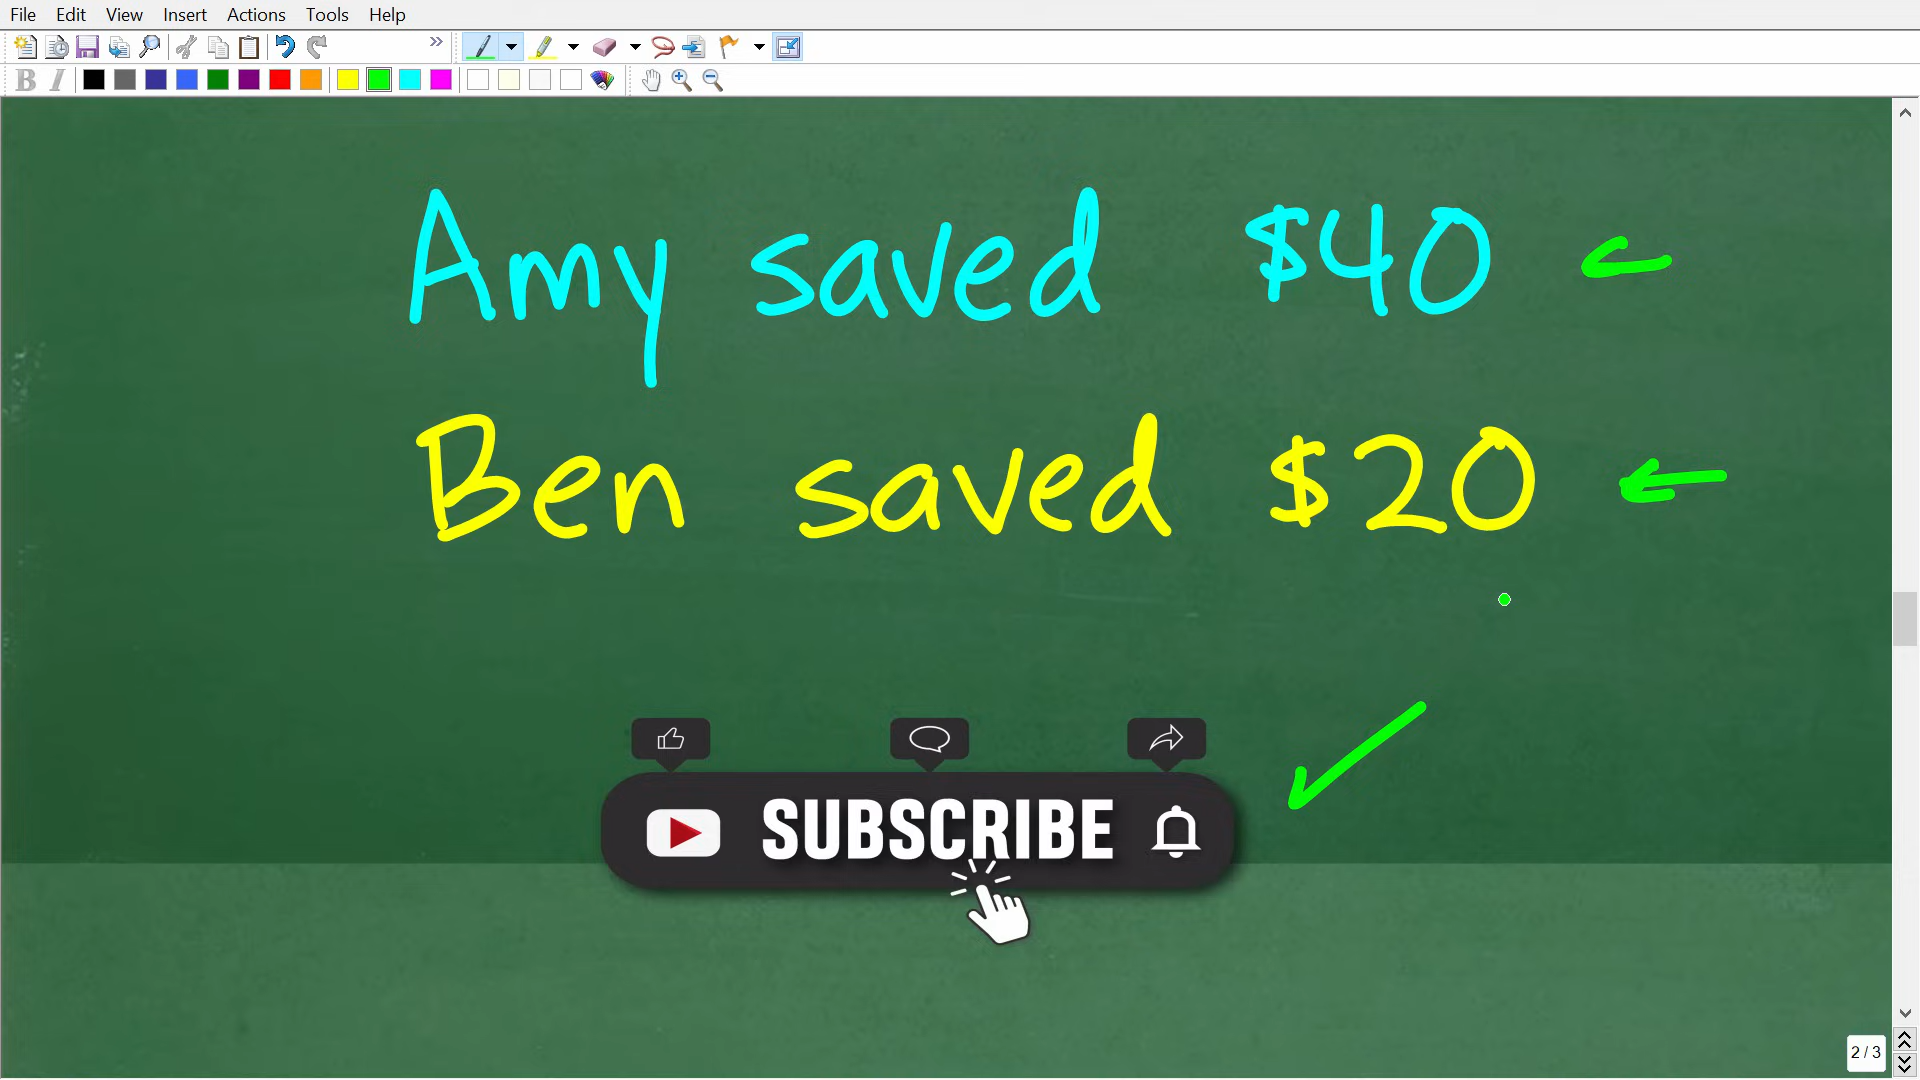 File Edit View Insert Actions Tools Help
B I
Amy saved $40
Ben saved $20
SUBSCRIBE
2 / 3